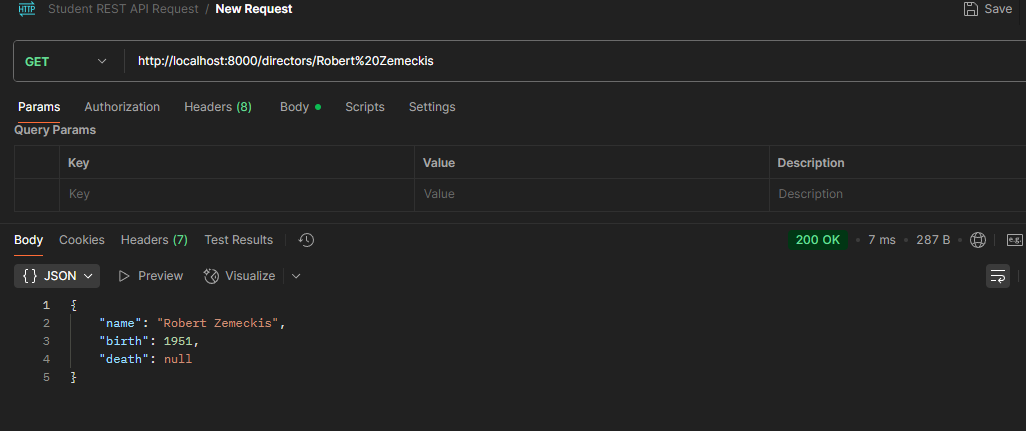 HTTP Student REST API Request / New Request Save
GET http://localhost:8000/directors/Robert%20Zemeckis
Params Authorization Headers (8) Body Scripts Settings
Query Params
Key Value Description
Key Value Description
Body Cookies Headers (7) Test Results 200 OK • 7 ms • 287 B • e.g.
{} JSON Preview Visualize
1 {
2 "name": "Robert Zemeckis",
3 "birth": 1951,
4 "death": null
5 }